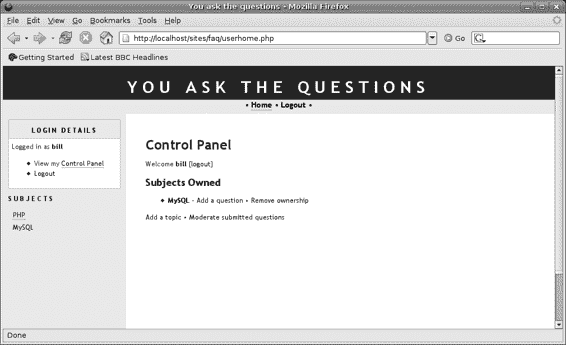 You ask the questions - Mozilla Firefox
File Edit View Go Bookmarks Tools Help
http://localhost/sites/faq/userhome.php Go G
Getting Started Latest BBC Headlines
YOU ASK THE QUESTIONS
• Home • Logout •
LOGIN DETAILS
Logged in as bill
View my Control Panel
Logout
SUBJECTS
PHP
MySQL
Control Panel
Welcome bill [logout]
Subjects Owned
MySQL - Add a question • Remove ownership
Add a topic • Moderate submitted questions
Done